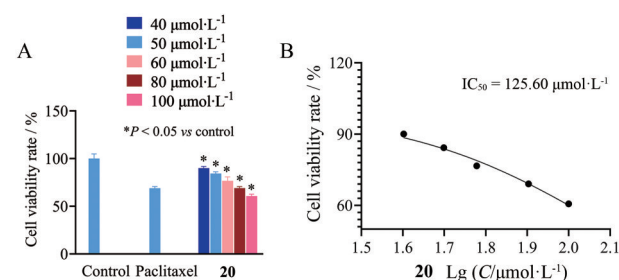 A
40 μmol·L⁻¹
50 μmol·L⁻¹
60 μmol·L⁻¹
80 μmol·L⁻¹
100 μmol·L⁻¹
*P < 0.05 vs control
Cell viability rate / %
150
100
50
0
* * * * *
Control Paclitaxel 20
B
IC₅₀ = 125.60 μmol·L⁻¹
Cell viability rate / %
120
90
60
1.5 1.6 1.7 1.8 1.9 2.0 2.1
20 Lg (C/μmol·L⁻¹)